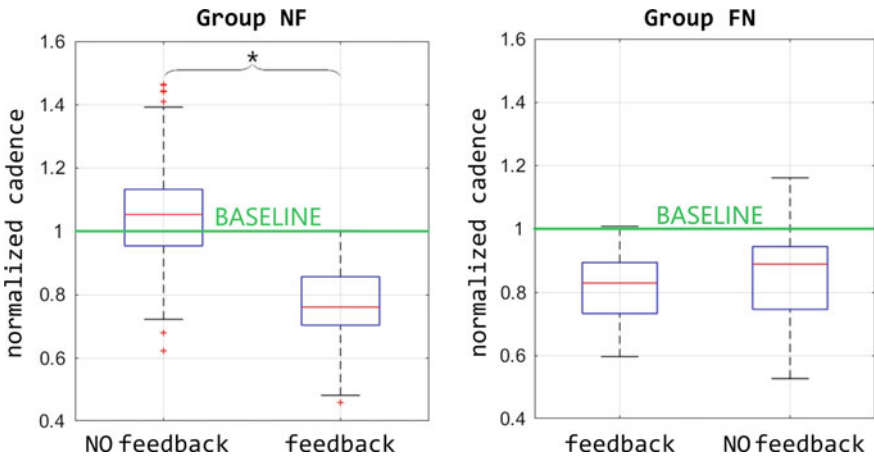 Group NF
normalized cadence
1.6
1.4
1.2
1
0.8
0.6
0.4
*
BASELINE
NO feedback
feedback
Group FN
normalized cadence
1.6
1.4
1.2
1
0.8
0.6
0.4
BASELINE
feedback
NO feedback